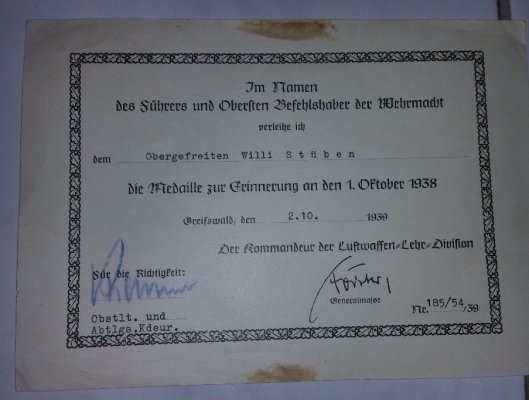 Im Namen
des Führers und Obersten Befehlshaber der Wehrmacht
verleihe ich
dem Obergefreiten Willi Stüben
die Medaille zur Erinnerung an den 1. Oktober 1938
Greifswald, den 2.10. 1939
Der Kommandeur der Luftwaffen-Lehr-Division
Für die Richtigkeit:
Förster
Generalmajor
Obstlt. und
Abtlgs.Kdeur.
Nr. 185/54/39